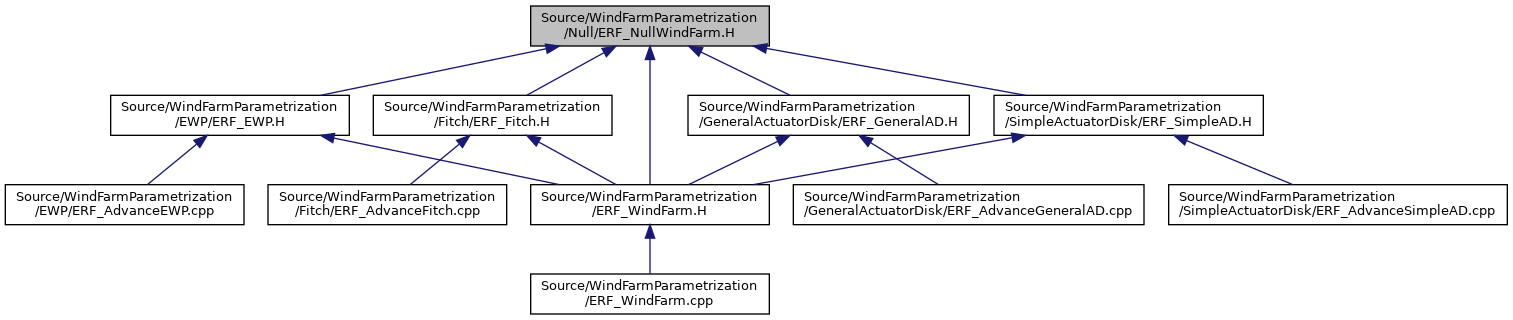 Source/WindFarmParametrization
/Null/ERF_NullWindFarm.H
Source/WindFarmParametrization
/EWP/ERF_EWP.H
Source/WindFarmParametrization
/Fitch/ERF_Fitch.H
Source/WindFarmParametrization
/GeneralActuatorDisk/ERF_GeneralAD.H
Source/WindFarmParametrization
/SimpleActuatorDisk/ERF_SimpleAD.H
Source/WindFarmParametrization
/EWP/ERF_AdvanceEWP.cpp
Source/WindFarmParametrization
/Fitch/ERF_AdvanceFitch.cpp
Source/WindFarmParametrization
/ERF_WindFarm.H
Source/WindFarmParametrization
/GeneralActuatorDisk/ERF_AdvanceGeneralAD.cpp
Source/WindFarmParametrization
/SimpleActuatorDisk/ERF_AdvanceSimpleAD.cpp
Source/WindFarmParametrization
/ERF_WindFarm.cpp